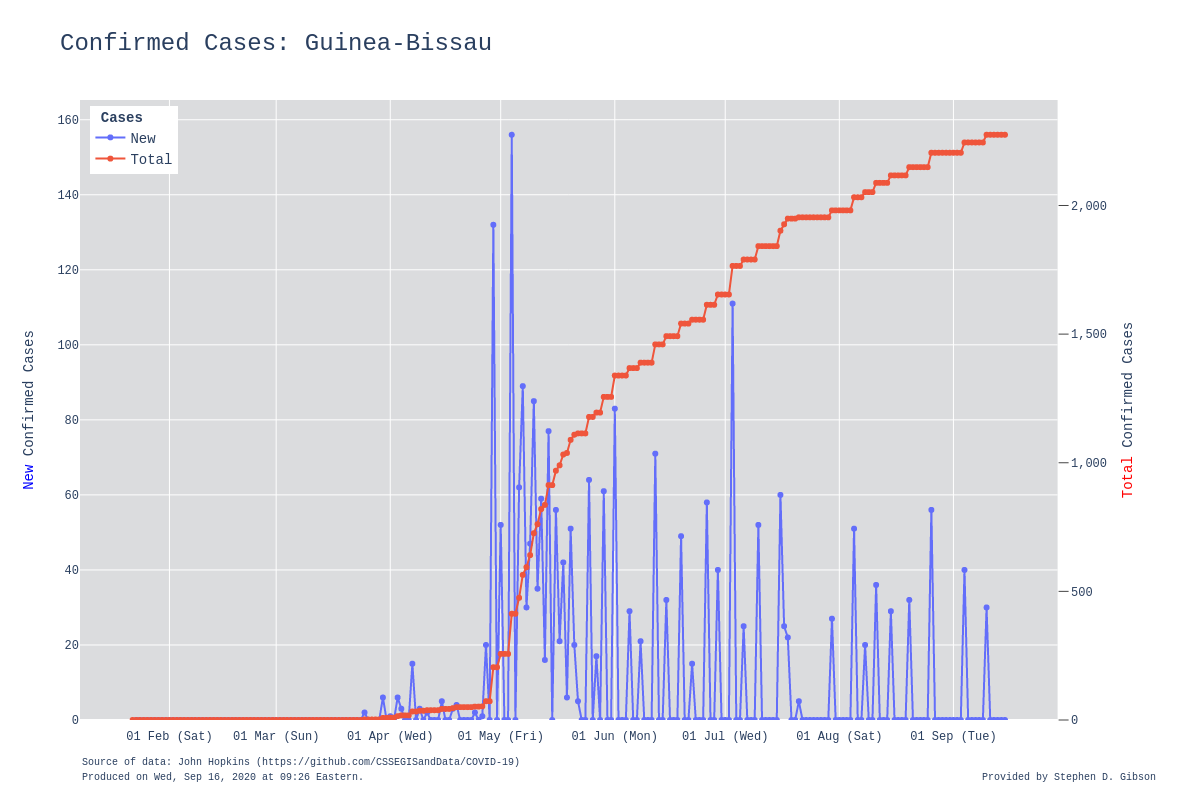 Confirmed Cases: Guinea-Bissau
Cases
New
Total
160
140
120
100
80
60
40
20
0
2,000
1,500
1,000
500
0
New Confirmed Cases
Total Confirmed Cases
01 Feb (Sat) 01 Mar (Sun) 01 Apr (Wed) 01 May (Fri) 01 Jun (Mon) 01 Jul (Wed) 01 Aug (Sat) 01 Sep (Tue)
Source of data: John Hopkins (https://github.com/CSSEGISandData/COVID-19)
Produced on Wed, Sep 16, 2020 at 09:26 Eastern.
Provided by Stephen D. Gibson